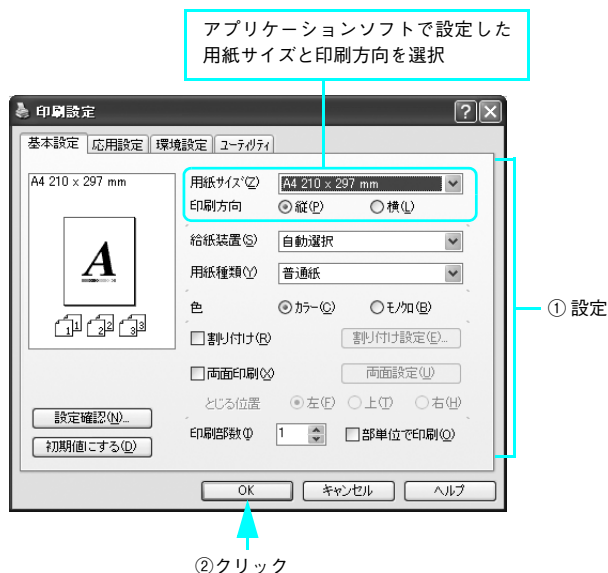 アプリケーションソフトで設定した
用紙サイズと印刷方向を選択
印刷設定
基本設定 応用設定 環境設定 ユーティリティ
A4 210 x 297 mm
用紙サイズ(Z) A4 210 x 297 mm
印刷方向 縦(P) 横(L)
A
給紙装置(S) 自動選択
用紙種類(Y) 普通紙
色 カラー(C) モノクロ(B)
1 1 2 2 3 3
割り付け(R) 割り付け設定(E)...
両面印刷(X) 両面設定(U)
とじる位置 左(F) 上(T) 右(H)
設定確認(N)...
印刷部数(I) 1 部単位で印刷(O)
初期値にする(D)
OK キャンセル ヘルプ
① 設定
②クリック